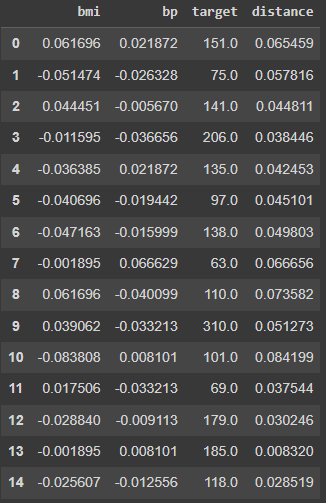 bmi bp target distance
0 0.061696 0.021872 151.0 0.065459
1 -0.051474 -0.026328 75.0 0.057816
2 0.044451 -0.005670 141.0 0.044811
3 -0.011595 -0.036656 206.0 0.038446
4 -0.036385 0.021872 135.0 0.042453
5 -0.040696 -0.019442 97.0 0.045101
6 -0.047163 -0.015999 138.0 0.049803
7 -0.001895 0.066629 63.0 0.066656
8 0.061696 -0.040099 110.0 0.073582
9 0.039062 -0.033213 310.0 0.051273
10 -0.083808 0.008101 101.0 0.084199
11 0.017506 -0.033213 69.0 0.037544
12 -0.028840 -0.009113 179.0 0.030246
13 -0.001895 0.008101 185.0 0.008320
14 -0.025607 -0.012556 118.0 0.028519